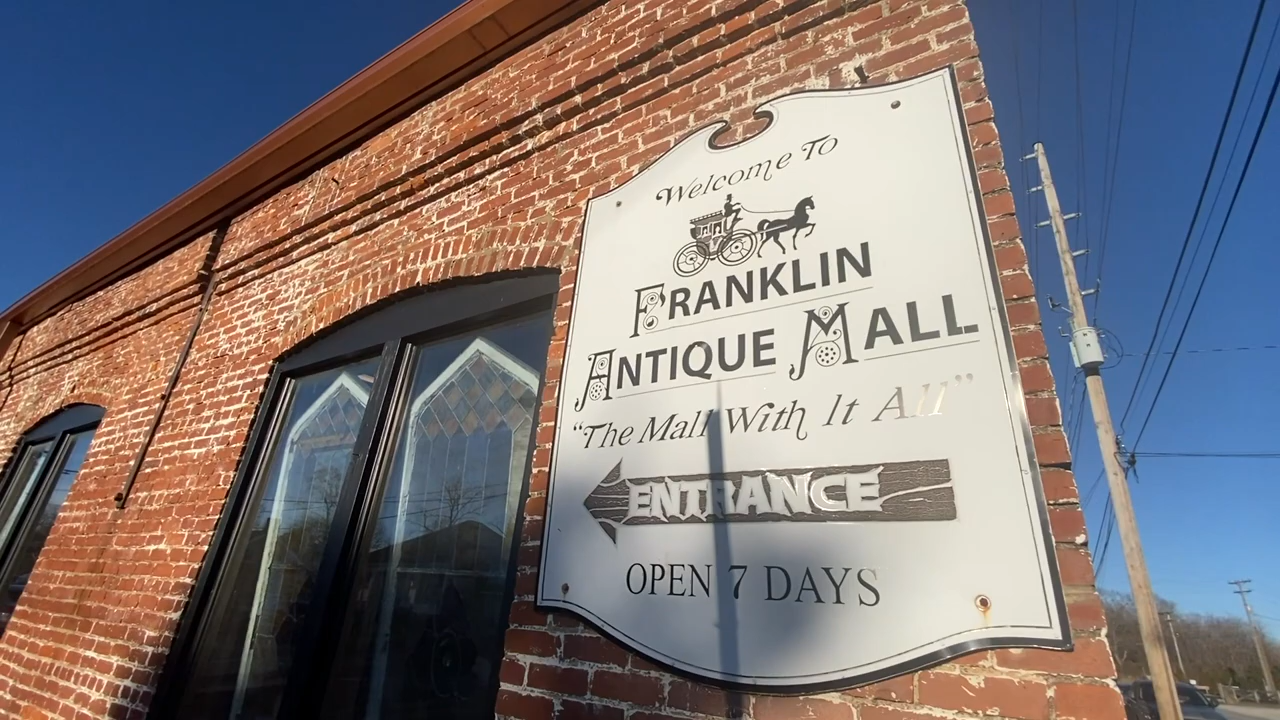 Welcome To
FRANKLIN
ANTIQUE MALL
“The Mall With It All”
ENTRANCE
OPEN 7 DAYS